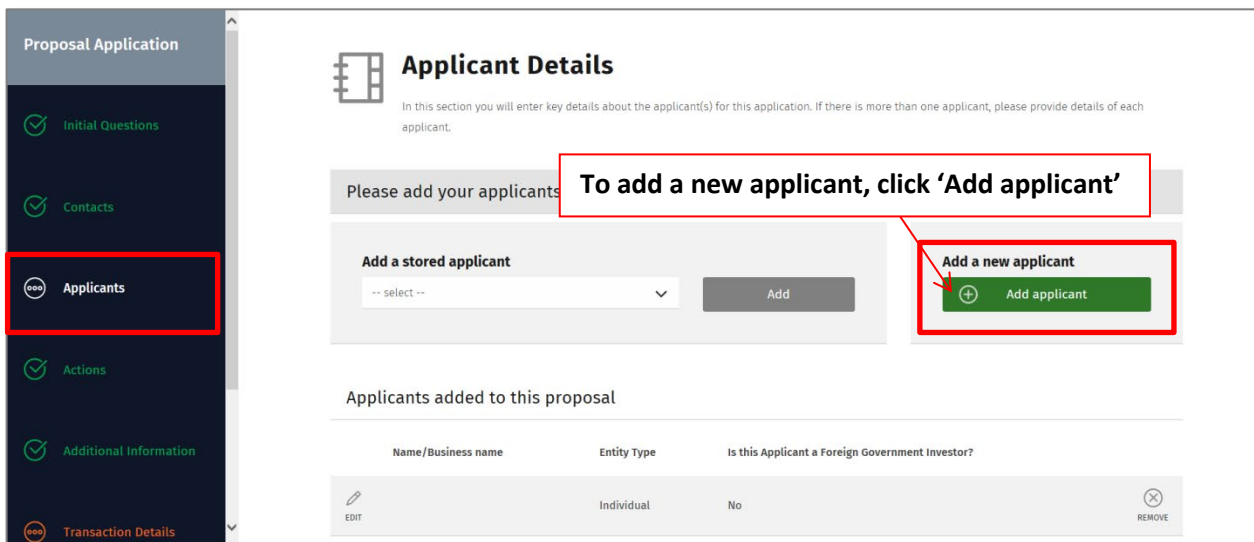 Proposal Application
Initial Questions
Contacts
Applicants
Actions
Additional Information
Transaction Details
Applicant Details
In this section you will enter key details about the applicant(s) for this application. If there is more than one applicant, please provide details of each
applicant.
Please add your applicants
To add a new applicant, click ‘Add applicant’
Add a stored applicant
-- select --
Add
Add a new applicant
Add applicant
Applicants added to this proposal
Name/Business name Entity Type Is this Applicant a Foreign Government Investor?
EDIT Individual No REMOVE